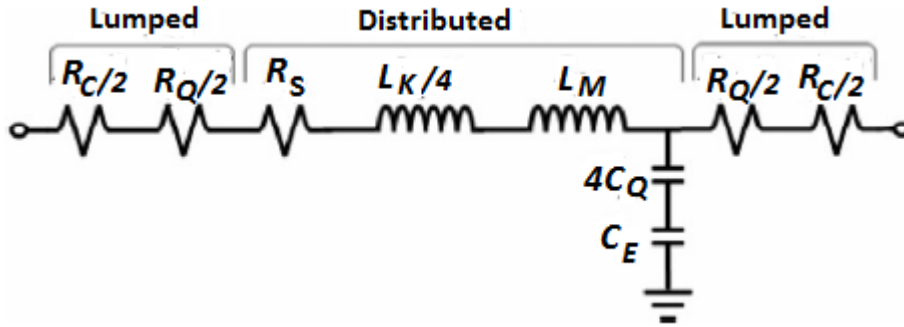 Lumped Distributed Lumped
R_C/2 R_Q/2 R_S L_K/4 L_M R_Q/2 R_C/2
4C_Q
C_E